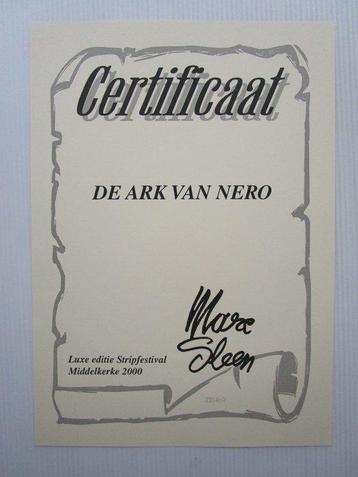 Certificaat
DE ARK VAN NERO
Marc
Sleen
Luxe editie Stripfestival
Middelkerke 2000